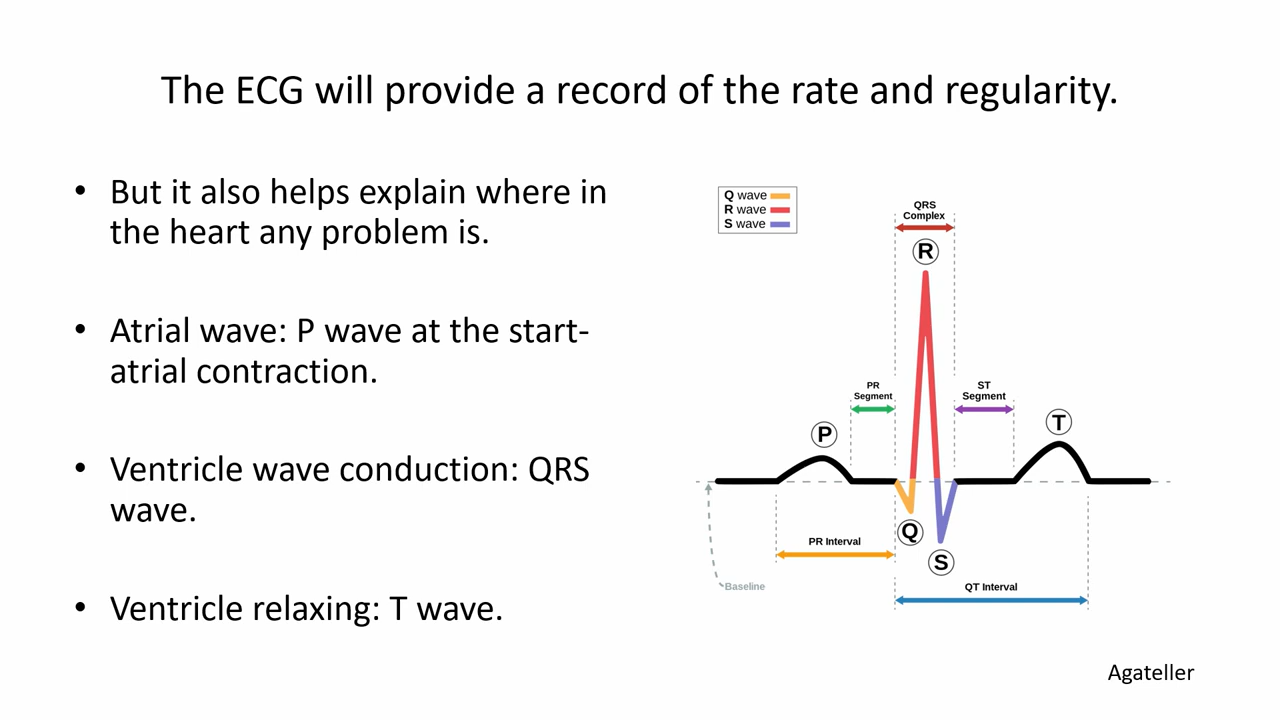 The ECG will provide a record of the rate and regularity.
• But it also helps explain where in
the heart any problem is.
• Atrial wave: P wave at the start-
atrial contraction.
• Ventricle wave conduction: QRS
wave.
• Ventricle relaxing: T wave.
Q wave
R wave
S wave
QRS
Complex
R
PR
Segment
ST
Segment
P
T
Q
S
PR Interval
Baseline
QT Interval
Agateller